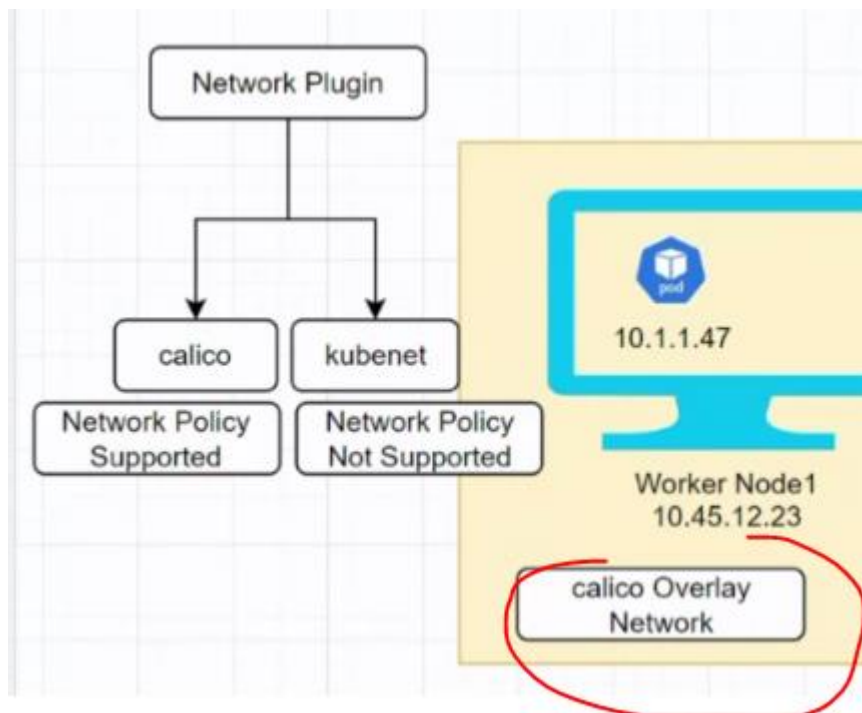 Network Plugin
calico
kubenet
Network Policy
Supported
Network Policy
Not Supported
pod
10.1.1.47
Worker Node1
10.45.12.23
calico Overlay
Network